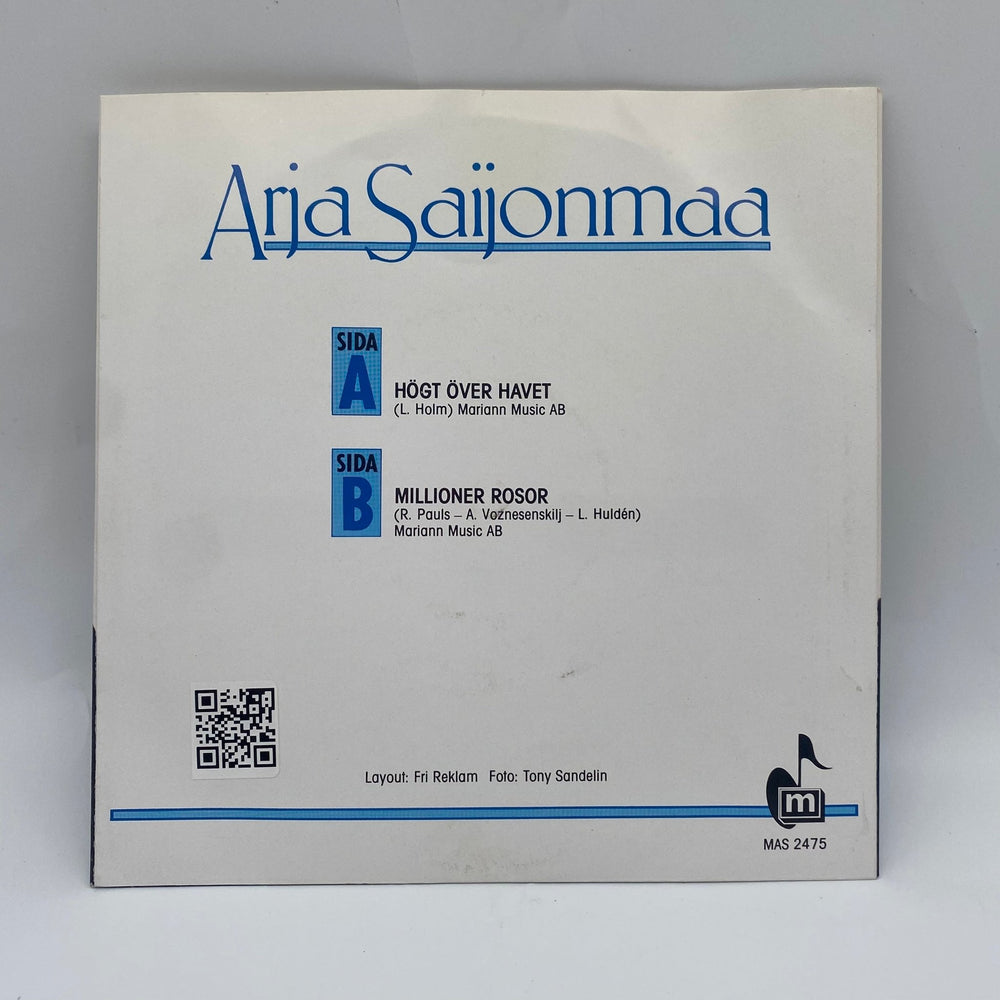 Arja Saijonmaa
SIDA
A
HÖGT ÖVER HAVET
(L. Holm) Mariann Music AB
SIDA
B
MILLIONER ROSOR
(R. Pauls – A. Voznesenskilj – L. Huldén)
Mariann Music AB
Layout: Fri Reklam Foto: Tony Sandelin
m
MAS 2475